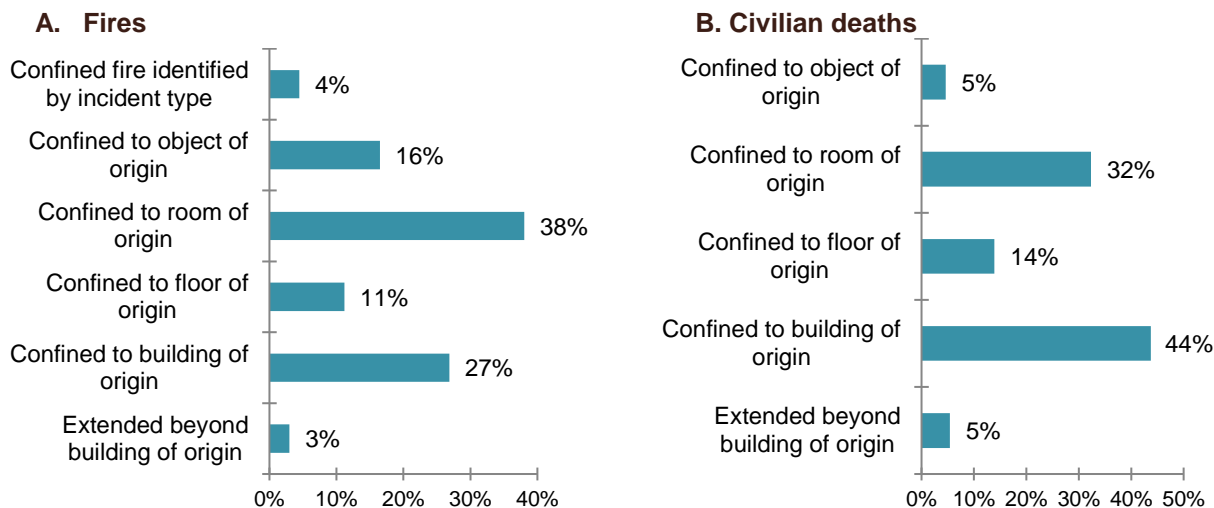 A. Fires
Confined fire identified
by incident type
4%
Confined to object of
origin
16%
Confined to room of
origin
38%
Confined to floor of
origin
11%
Confined to building of
origin
27%
Extended beyond
building of origin
3%
0% 10% 20% 30% 40%
B. Civilian deaths
Confined to object of
origin
5%
Confined to room of
origin
32%
Confined to floor of
origin
14%
Confined to building of
origin
44%
Extended beyond
building of origin
5%
0% 10% 20% 30% 40% 50%